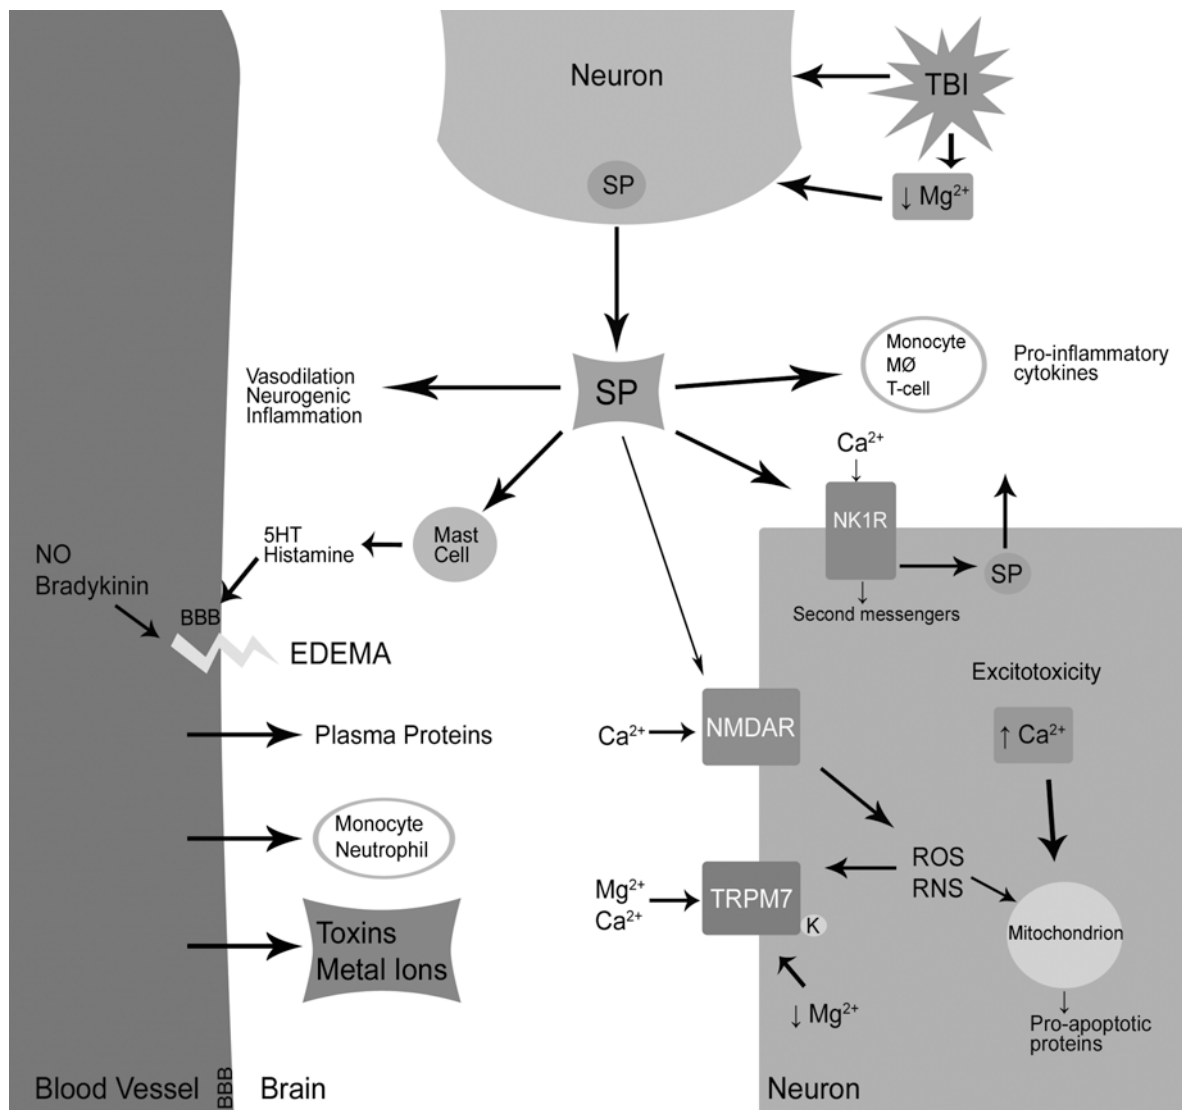 Neuron
TBI
SP
↓ Mg²⁺
Monocyte
MØ
T-cell
Pro-inflammatory
cytokines
Vasodilation
Neurogenic
Inflammation
SP
Ca²⁺
NK1R
5HT
Histamine
Mast
Cell
NO
Bradykinin
SP
Second messengers
BBB
EDEMA
Excitotoxicity
Plasma Proteins
Ca²⁺
NMDAR
↑ Ca²⁺
Monocyte
Neutrophil
ROS
RNS
Mg²⁺
Ca²⁺
TRPM7
K
Mitochondrion
Toxins
Metal Ions
↓ Mg²⁺
Pro-apoptotic
proteins
Blood Vessel
BBB
Brain
Neuron